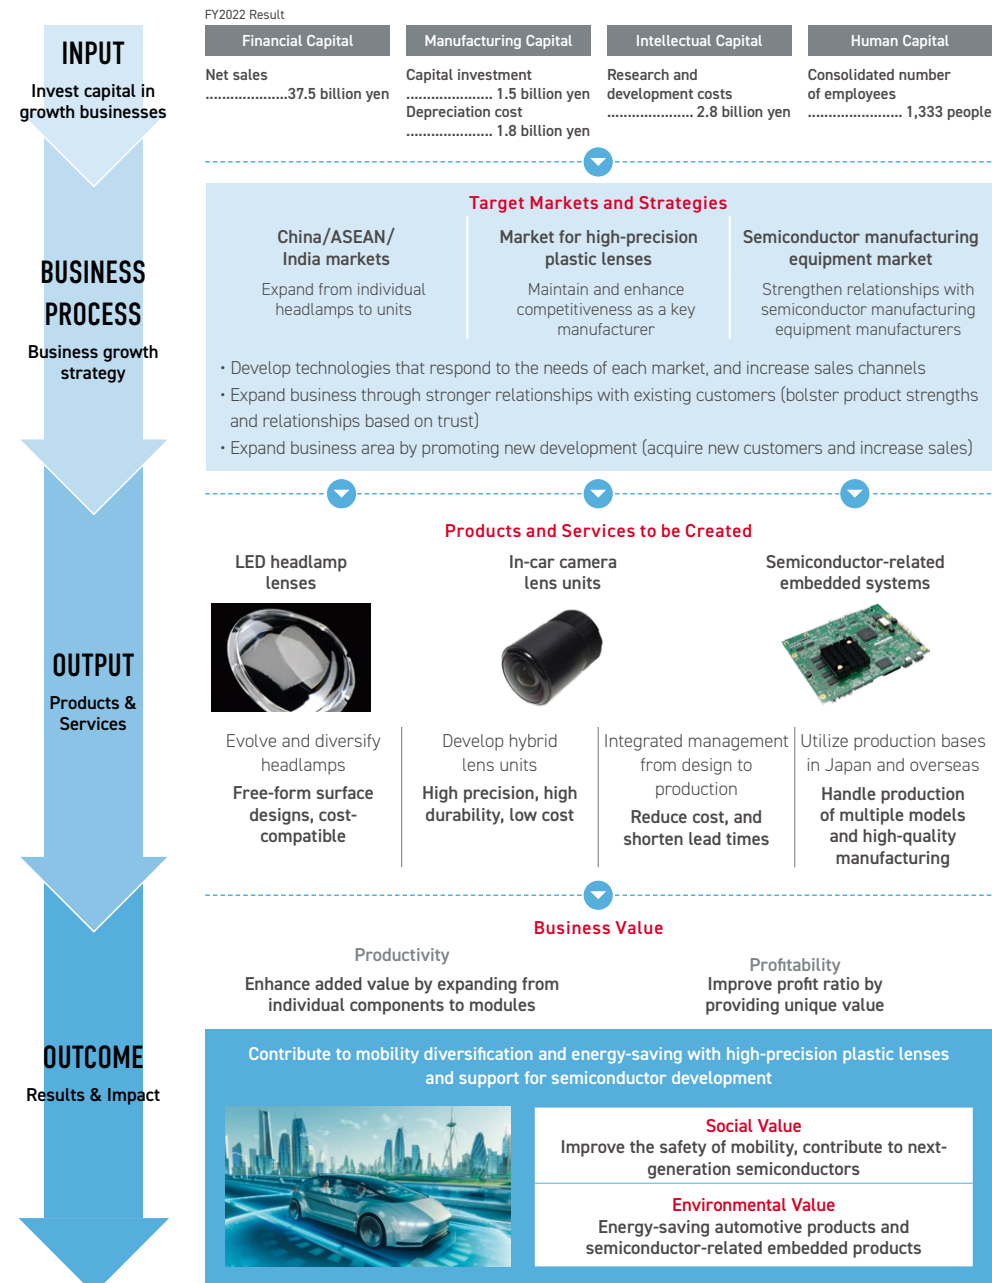 FY2022 Result
INPUT
Invest capital in
growth businesses
Financial Capital
Net sales
....................37.5 billion yen
Manufacturing Capital
Capital investment
..................... 1.5 billion yen
Depreciation cost
..................... 1.8 billion yen
Intellectual Capital
Research and
development costs
..................... 2.8 billion yen
Human Capital
Consolidated number
of employees
....................... 1,333 people
BUSINESS
PROCESS
Business growth
strategy
Target Markets and Strategies
China/ASEAN/
India markets
Expand from individual
headlamps to units
Market for high-precision
plastic lenses
Maintain and enhance
competitiveness as a key
manufacturer
Semiconductor manufacturing
equipment market
Strengthen relationships with
semiconductor manufacturing
equipment manufacturers
・Develop technologies that respond to the needs of each market, and increase sales channels
・Expand business through stronger relationships with existing customers (bolster product strengths
and relationships based on trust)
・Expand business area by promoting new development (acquire new customers and increase sales)
OUTPUT
Products &
Services
Products and Services to be Created
LED headlamp
lenses
In-car camera
lens units
Semiconductor-related
embedded systems
Evolve and diversify
headlamps
Free-form surface
designs, cost-
compatible
Develop hybrid
lens units
High precision, high
durability, low cost
Integrated management
from design to
production
Reduce cost, and
shorten lead times
Utilize production bases
in Japan and overseas
Handle production
of multiple models
and high-quality
manufacturing
OUTCOME
Results & Impact
Business Value
Productivity
Enhance added value by expanding from
individual components to modules
Profitability
Improve profit ratio by
providing unique value
Contribute to mobility diversification and energy-saving with high-precision plastic lenses
and support for semiconductor development
Social Value
Improve the safety of mobility, contribute to next-
generation semiconductors
Environmental Value
Energy-saving automotive products and
semiconductor-related embedded products